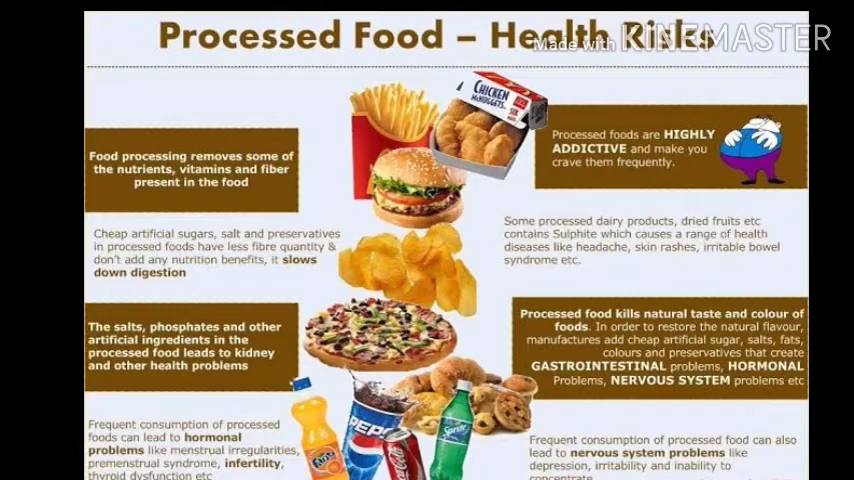 Processed Food – Health Risks
Made with KINEMASTER
CHICKEN
McNUGGETS
Food processing removes some of
the nutrients, vitamins and fiber
present in the food
Processed foods are HIGHLY
ADDICTIVE and make you
crave them frequently.
Cheap artificial sugars, salt and preservatives
in processed foods have less fibre quantity &
don't add any nutrition benefits, it slows
down digestion
Some processed dairy products, dried fruits etc
contains Sulphite which causes a range of health
diseases like headache, skin rashes, irritable bowel
syndrome etc.
The salts, phosphates and other
artificial ingredients in the
processed food leads to kidney
and other health problems
Processed food kills natural taste and colour of
foods. In order to restore the natural flavour,
manufactures add cheap artificial sugar, salts, fats,
colours and preservatives that create
GASTROINTESTINAL problems, HORMONAL
Problems, NERVOUS SYSTEM problems etc
Frequent consumption of processed
foods can lead to hormonal
problems like menstrual irregularities,
premenstrual syndrome, infertility,
thyroid dysfunction etc
Fanta
PEPSI
Coca-Cola
Sprite
Frequent consumption of processed food can also
lead to nervous system problems like
depression, irritability and inability to
concentrate